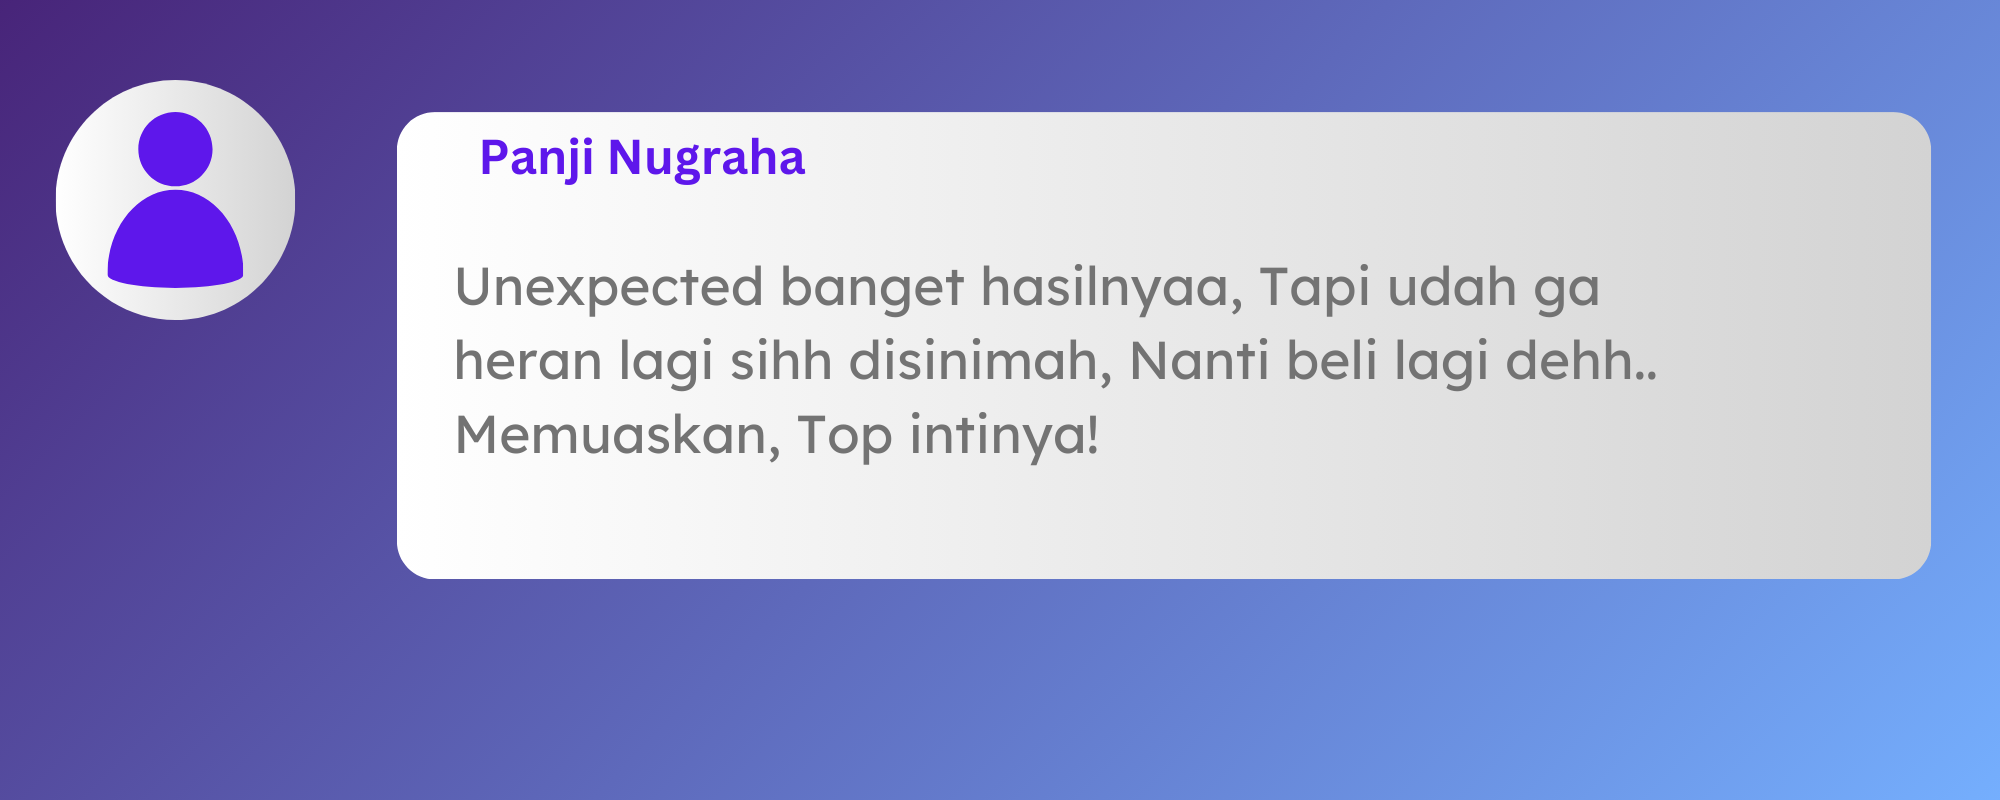 Panji Nugraha
Unexpected banget hasilnyaa, Tapi udah ga
heran lagi sihh disinimah, Nanti beli lagi dehh..
Memuaskan, Top intinya!